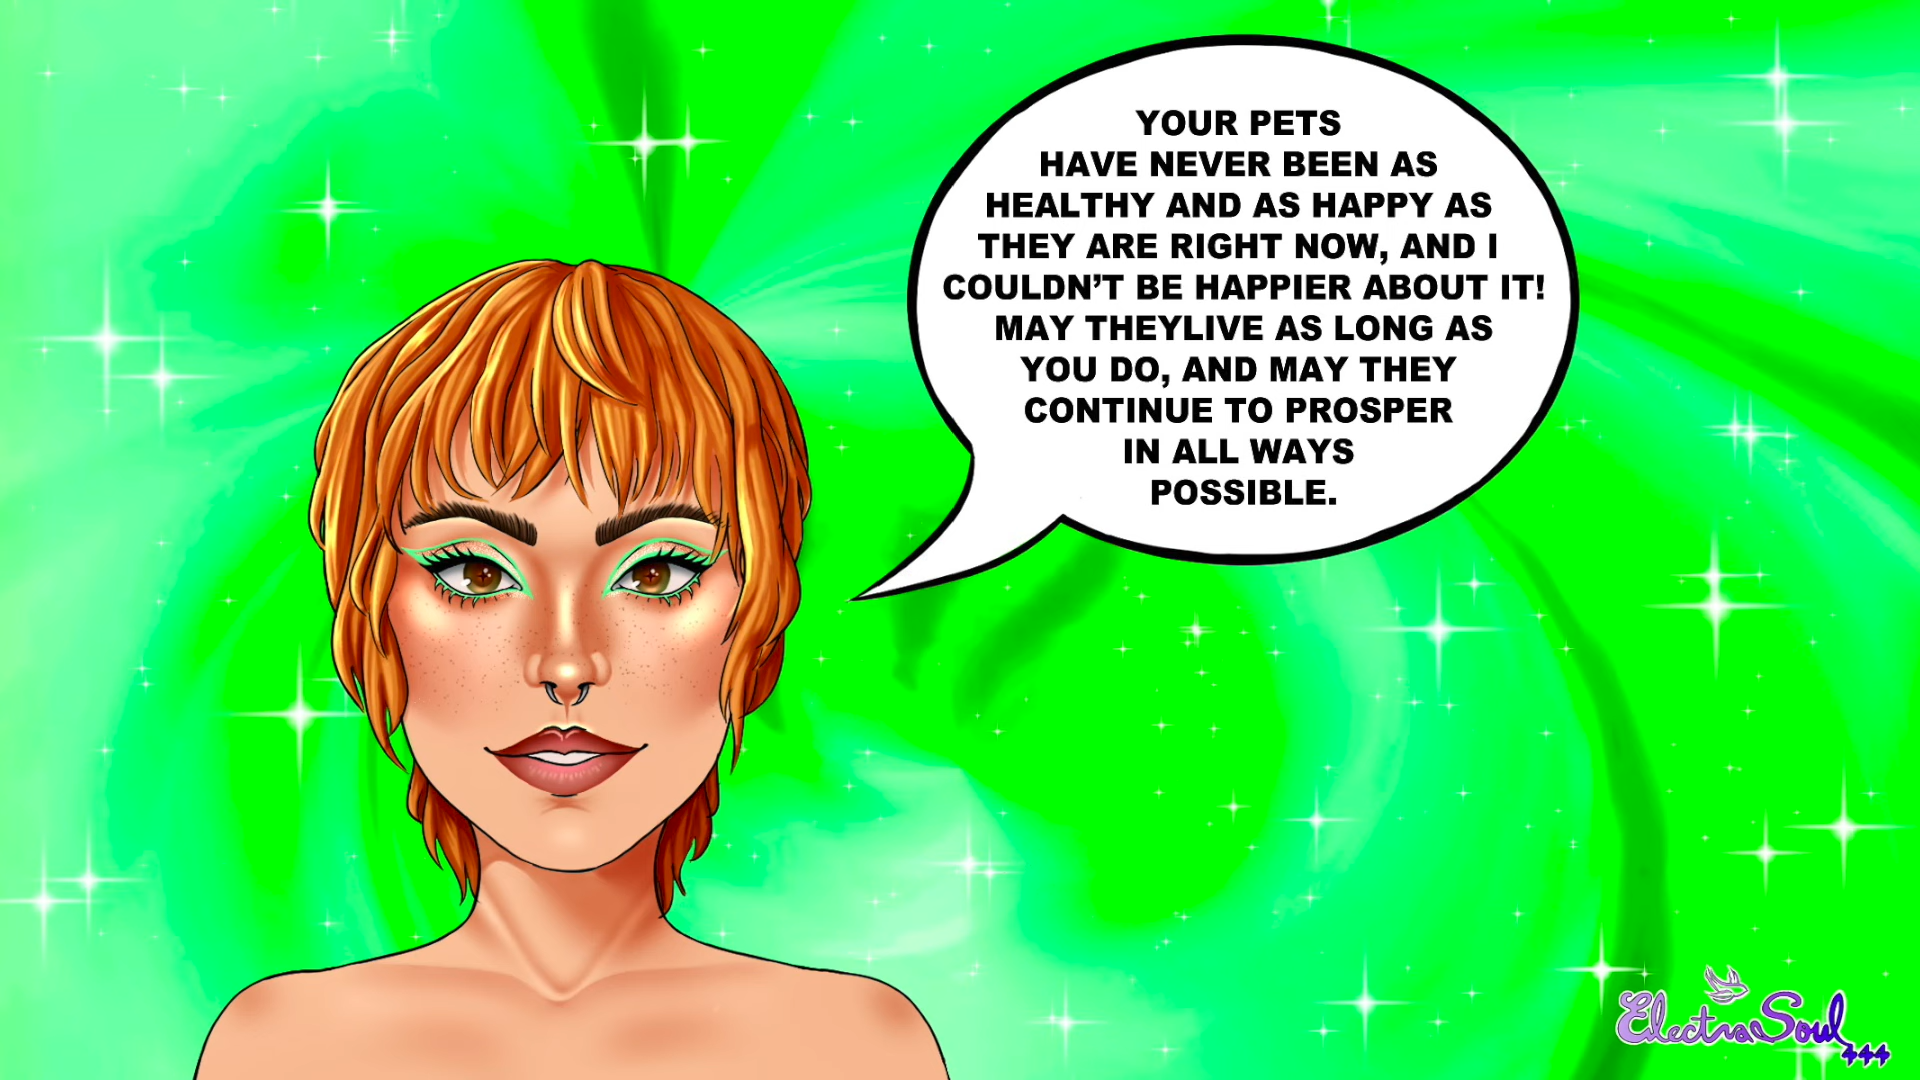 YOUR PETS
HAVE NEVER BEEN AS
HEALTHY AND AS HAPPY AS
THEY ARE RIGHT NOW, AND I
COULDN’T BE HAPPIER ABOUT IT!
MAY THEYLIVE AS LONG AS
YOU DO, AND MAY THEY
CONTINUE TO PROSPER
IN ALL WAYS
POSSIBLE.
ElectraSoul
444